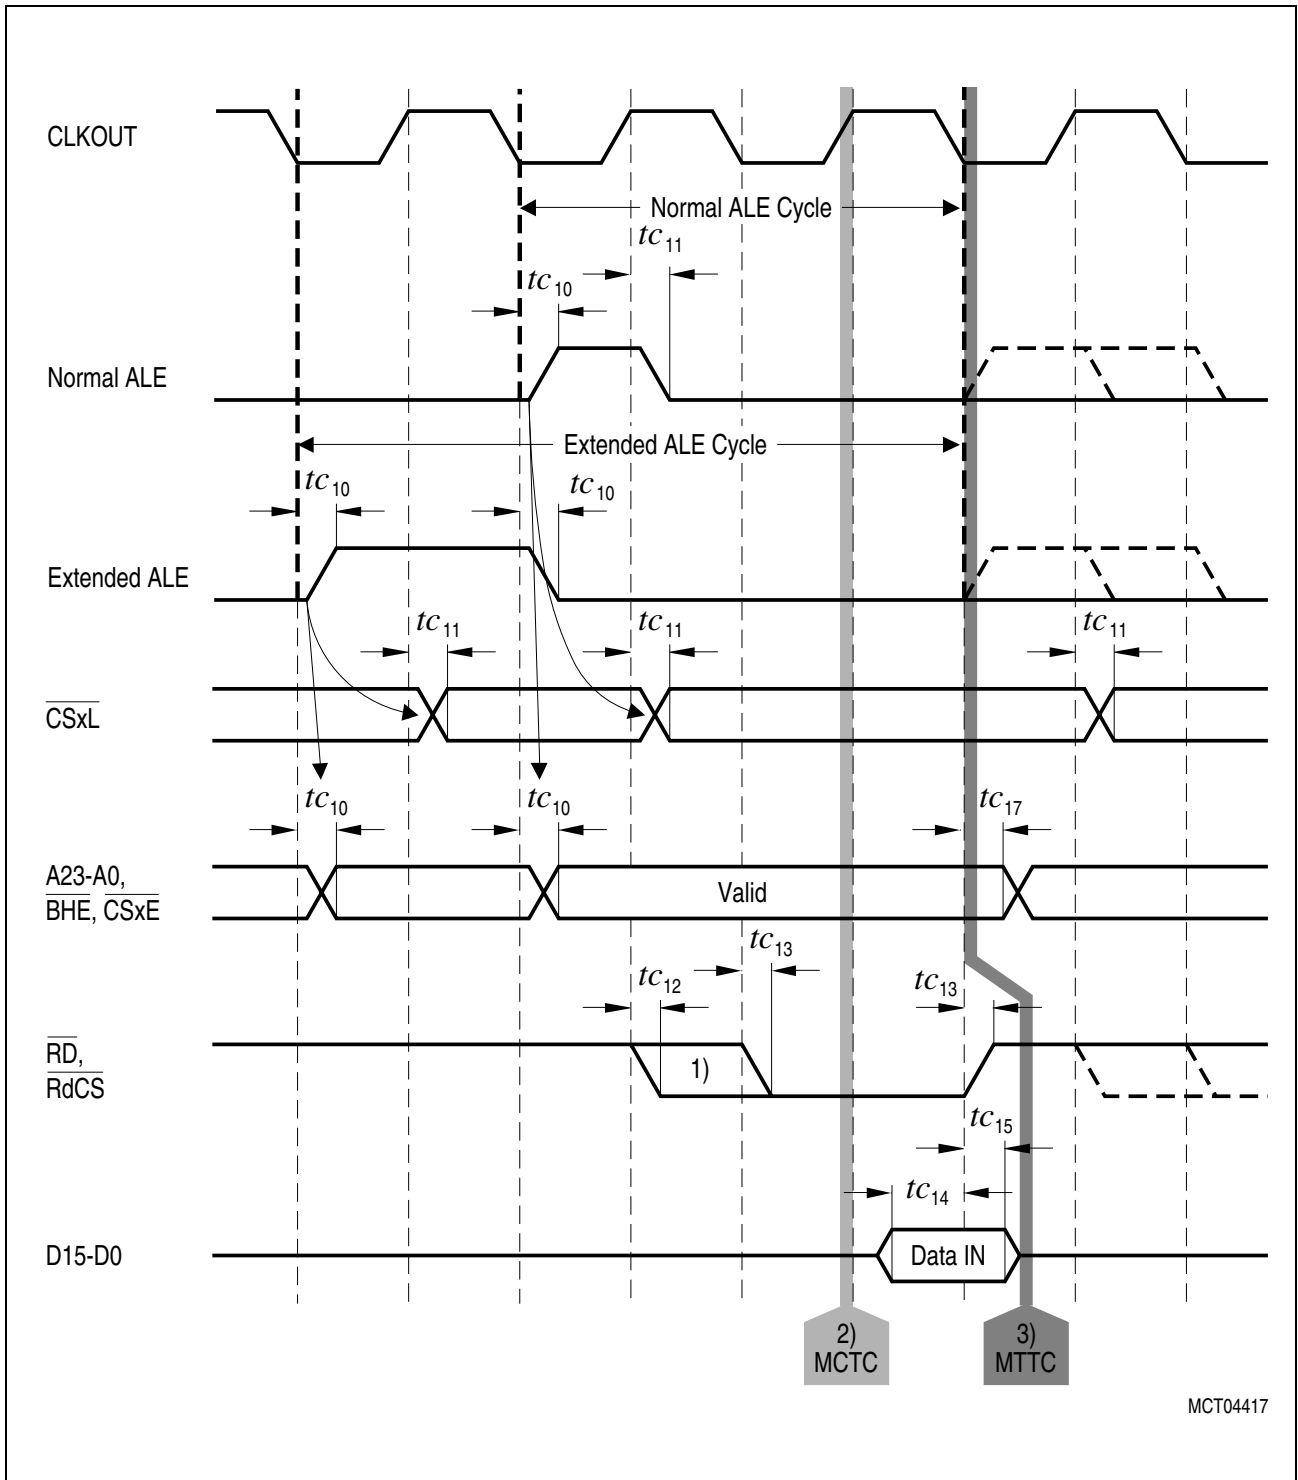 CLKOUT
Normal ALE Cycle
tc11
tc10
Normal ALE
Extended ALE Cycle
tc10
tc10
Extended ALE
tc11
tc11
tc11
CSxL
tc10
tc10
tc17
A23-A0,
BHE, CSxE
Valid
tc13
tc12
tc13
RD,
RdCS
1)
tc15
tc14
D15-D0
Data IN
2)
MCTC
3)
MTTC
MCT04417